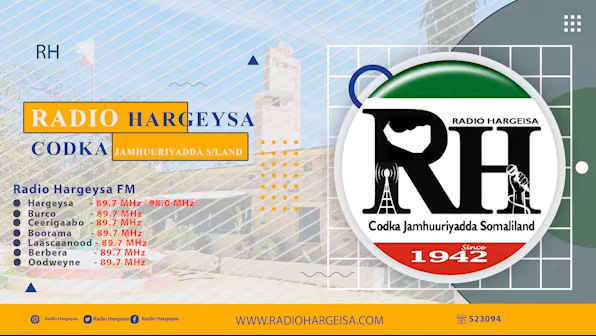 RH
RADIO HARGEYSA
CODKA JAMHUURIYADDA S/LAND
Radio Hargeysa FM
Hargeysa - 89.7 MHz / 98.0 MHz
Burco - 89.7 MHz
Ceerigaabo - 89.7 MHz
Boorama - 89.7 MHz
Laascaanood - 89.7 MHz
Berbera - 89.7 MHz
Oodweyne - 89.7 MHz
RADIO HARGEISA
RH
Codka Jamhuuriyadda Somaliland
Since
1942
Radio Hargeysa Radio Hargeysa Radio Hargeysa
WWW.RADIOHARGEISA.COM
523094